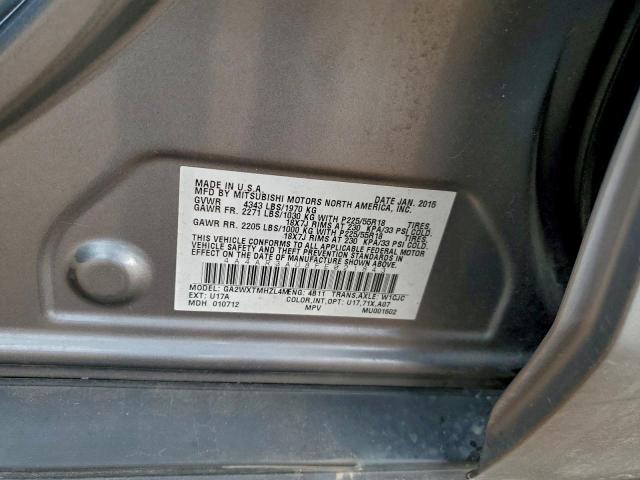 MADE IN U.S.A. DATE JAN. 2015
MFD BY MITSUBISHI MOTORS NORTH AMERICA, INC.
GVWR 4343 LBS/1970 KG
GAWR FR. 2271 LBS/1030 KG WITH P225/55R18 TIRES,
18X7J RIMS AT 230 KPA/33 PSI COLD.
GAWR RR. 2205 LBS/1000 KG WITH P225/55R18 TIRES,
18X7J RIMS AT 230 KPA/33 PSI COLD.
THIS VEHICLE CONFORMS TO ALL APPLICABLE FEDERAL MOTOR
VEHICLE SAFETY AND THEFT PREVENTION STANDARDS IN
EFFECT ON THE DATE OF MANUFACTURE SHOWN ABOVE.
MODEL: GA2WXTMHZL4M ENG: 4B11 TRANS.AXLE: W1CJC
EXT: U17A COLOR,INT,OPT: U17,71X,A07
MDH 010712 MPV MU001502